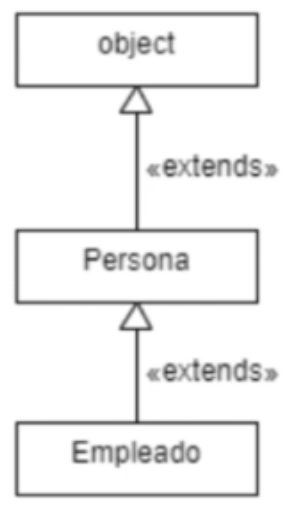 object
«extends»
Persona
«extends»
Empleado